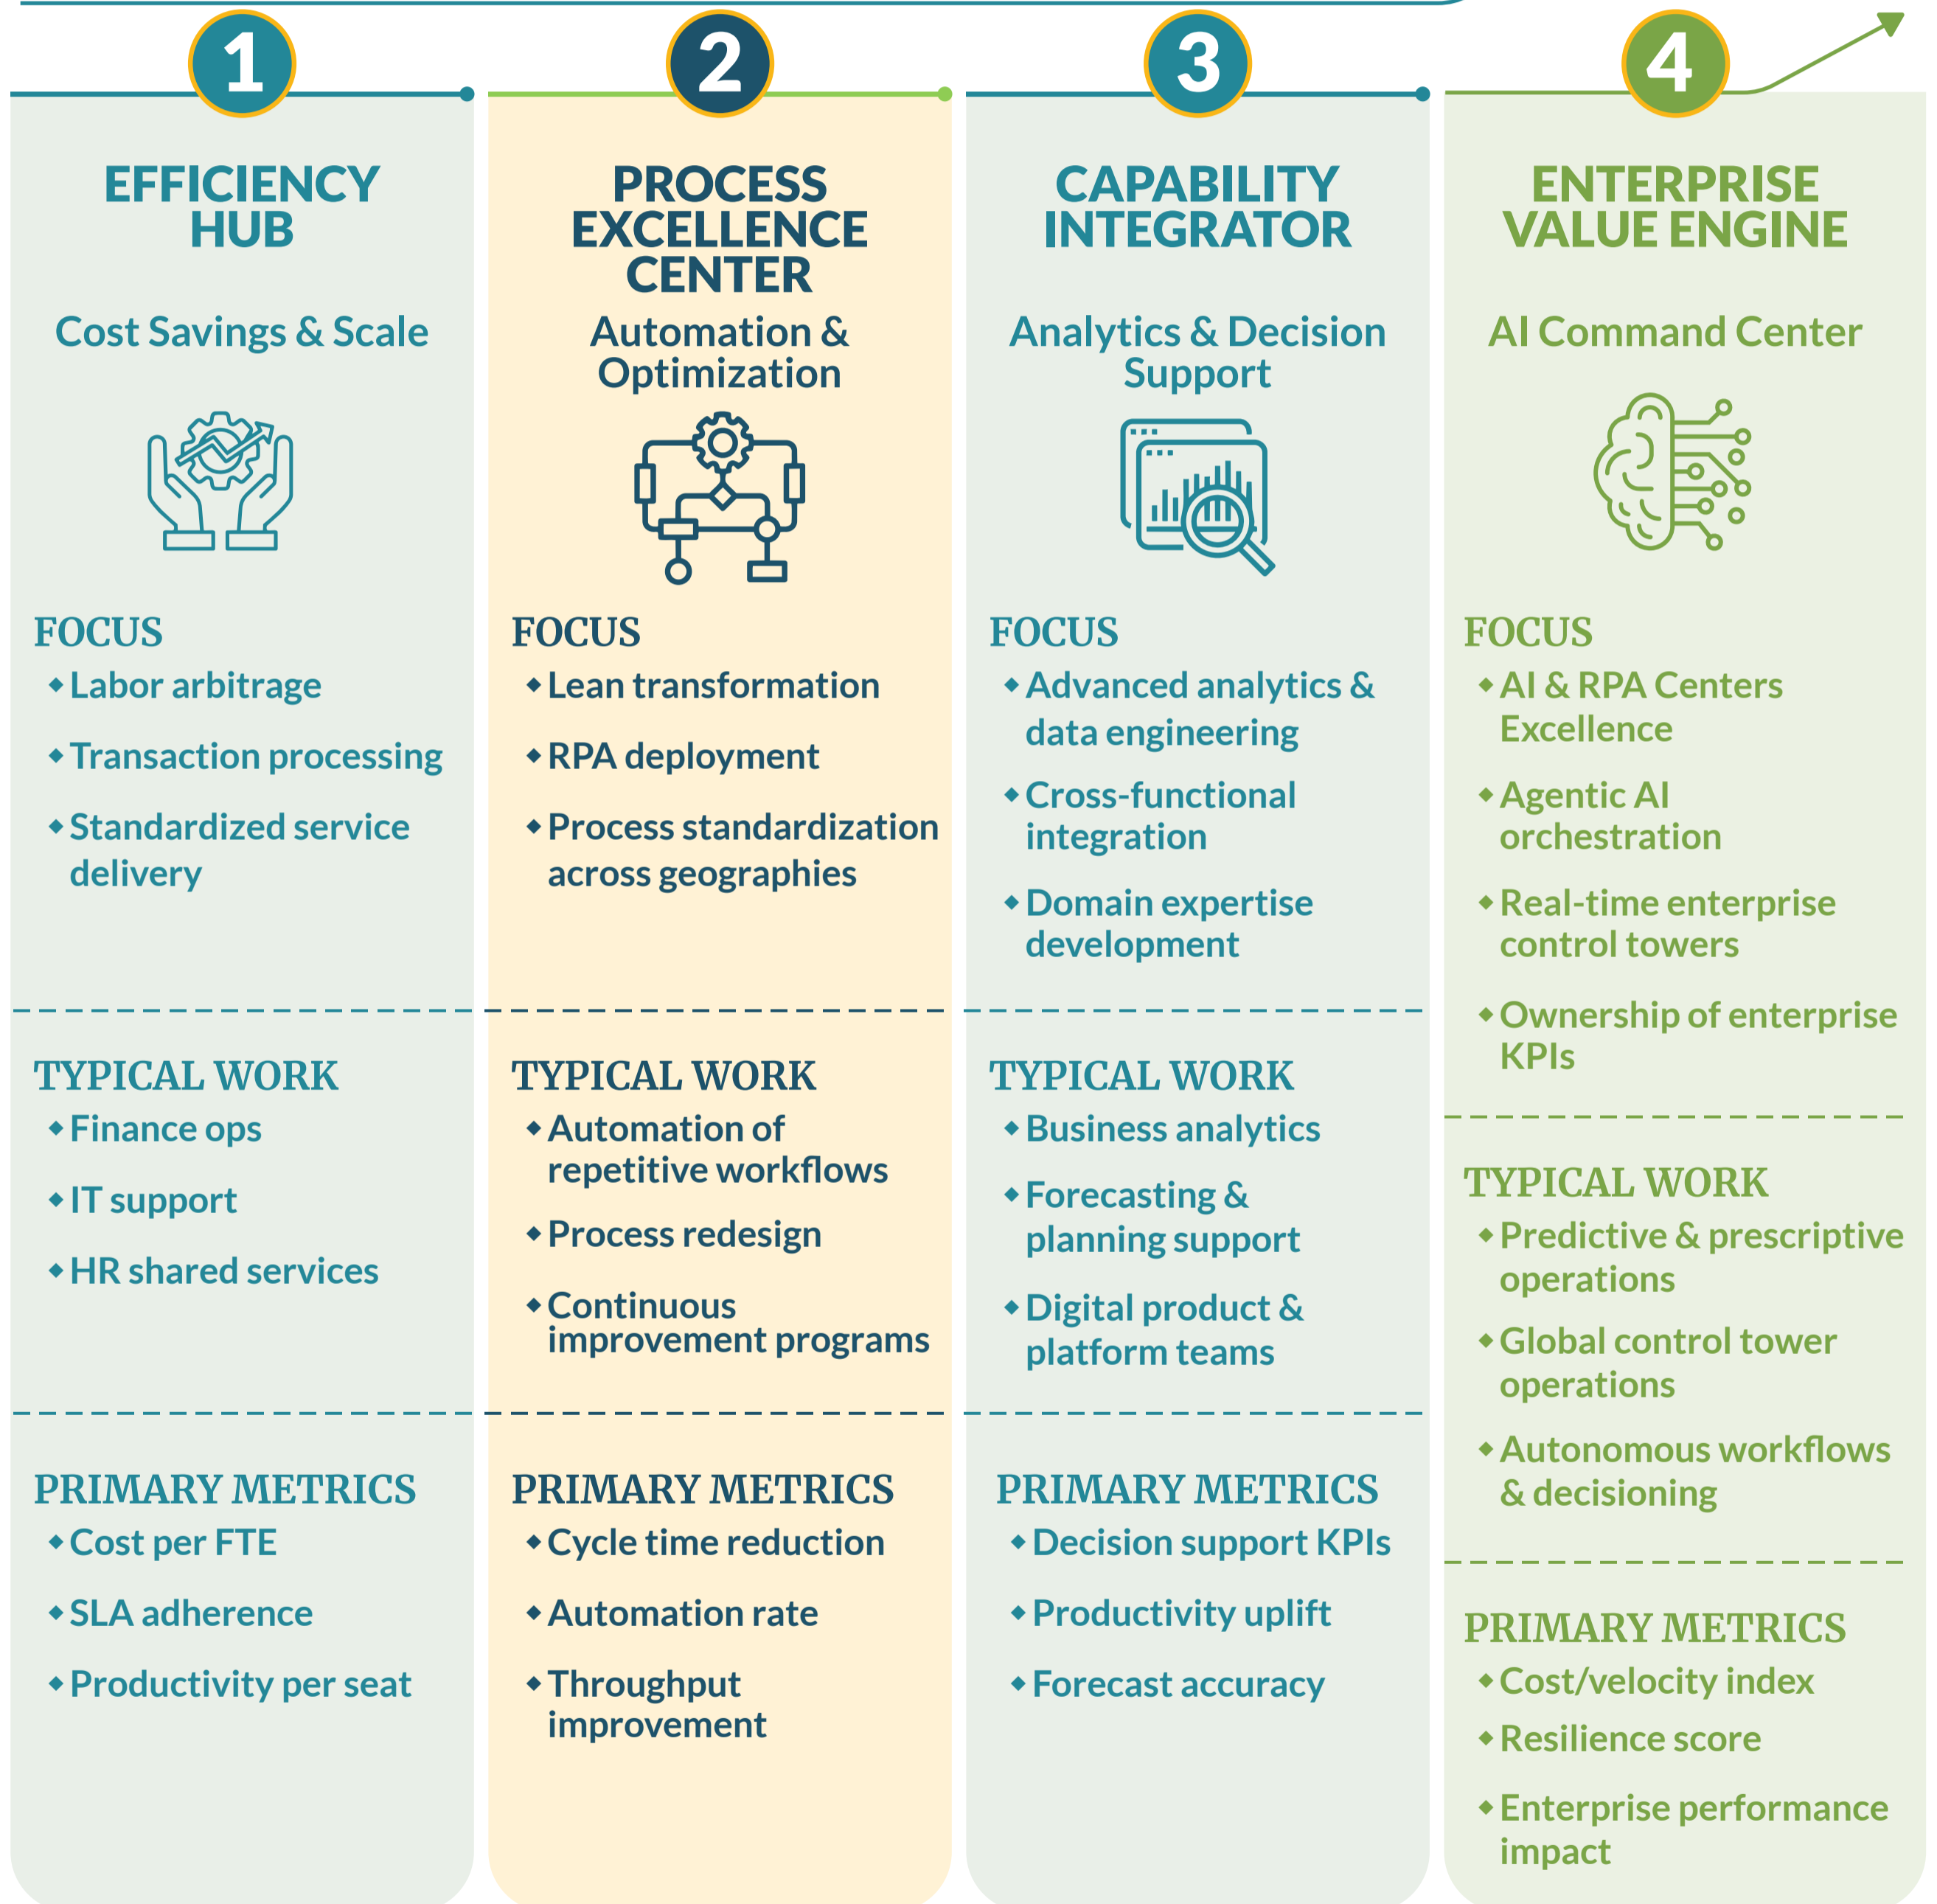 1
EFFICIENCY
HUB
Cost Savings & Scale
FOCUS
Labor arbitrage
Transaction processing
Standardized service
delivery
TYPICAL WORK
Finance ops
IT support
HR shared services
PRIMARY METRICS
Cost per FTE
SLA adherence
Productivity per seat
2
PROCESS
EXCELLENCE
CENTER
Automation &
Optimization
FOCUS
Lean transformation
RPA deployment
Process standardization
across geographies
TYPICAL WORK
Automation of
repetitive workflows
Process redesign
Continuous
improvement programs
PRIMARY METRICS
Cycle time reduction
Automation rate
Throughput
improvement
3
CAPABILITY
INTEGRATOR
Analytics & Decision
Support
FOCUS
Advanced analytics &
data engineering
Cross-functional
integration
Domain expertise
development
TYPICAL WORK
Business analytics
Forecasting &
planning support
Digital product &
platform teams
PRIMARY METRICS
Decision support KPIs
Productivity uplift
Forecast accuracy
4
ENTERPRISE
VALUE ENGINE
AI Command Center
FOCUS
AI & RPA Centers
Excellence
Agentic AI
orchestration
Real-time enterprise
control towers
Ownership of enterprise
KPIs
TYPICAL WORK
Predictive & prescriptive
operations
Global control tower
operations
Autonomous workflows
& decisioning
PRIMARY METRICS
Cost/velocity index
Resilience score
Enterprise performance
impact